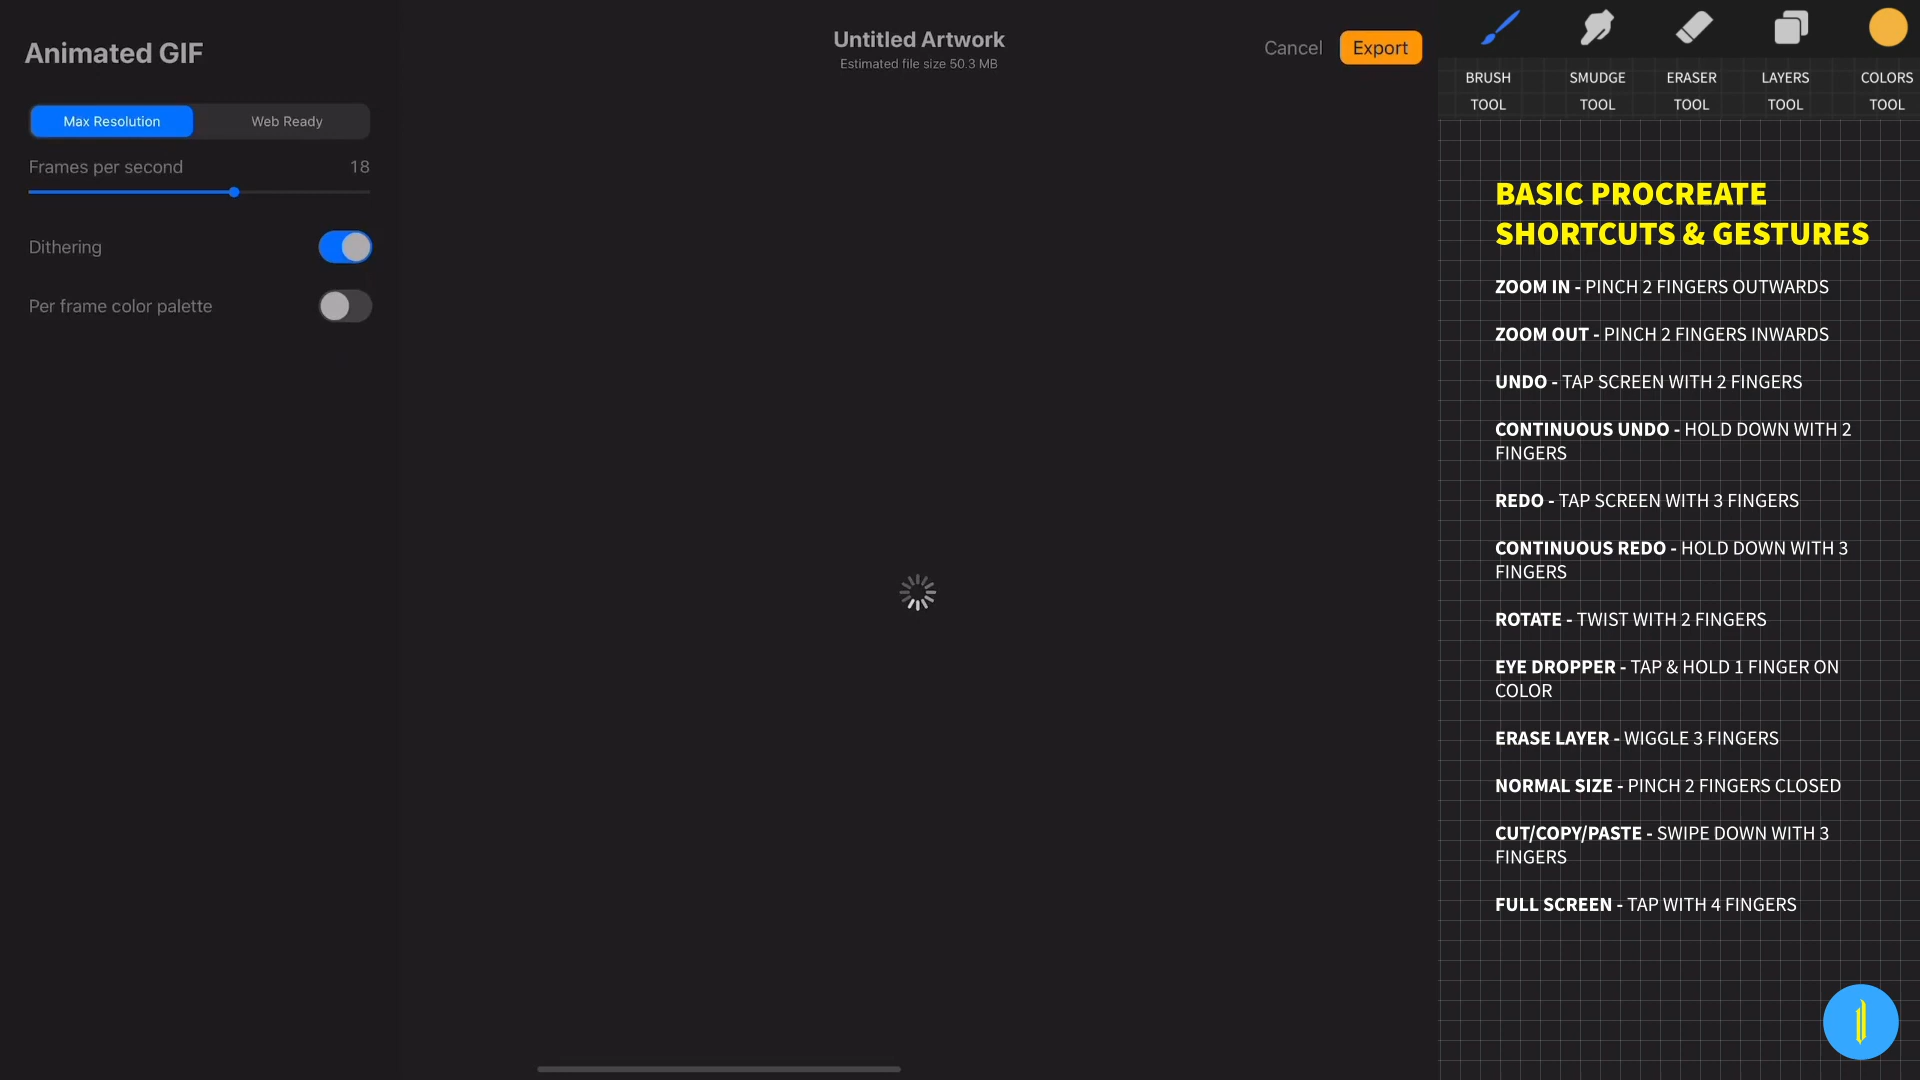 Animated GIF
Untitled Artwork
Estimated file size 50.3 MB
Cancel
Export
Max Resolution
Web Ready
Frames per second
18
Dithering
Per frame color palette
BRUSH TOOL
SMUDGE TOOL
ERASER TOOL
LAYERS TOOL
COLORS TOOL
BASIC PROCREATE
SHORTCUTS & GESTURES
ZOOM IN - PINCH 2 FINGERS OUTWARDS
ZOOM OUT - PINCH 2 FINGERS INWARDS
UNDO - TAP SCREEN WITH 2 FINGERS
CONTINUOUS UNDO - HOLD DOWN WITH 2
FINGERS
REDO - TAP SCREEN WITH 3 FINGERS
CONTINUOUS REDO - HOLD DOWN WITH 3
FINGERS
ROTATE - TWIST WITH 2 FINGERS
EYE DROPPER - TAP & HOLD 1 FINGER ON
COLOR
ERASE LAYER - WIGGLE 3 FINGERS
NORMAL SIZE - PINCH 2 FINGERS CLOSED
CUT/COPY/PASTE - SWIPE DOWN WITH 3
FINGERS
FULL SCREEN - TAP WITH 4 FINGERS